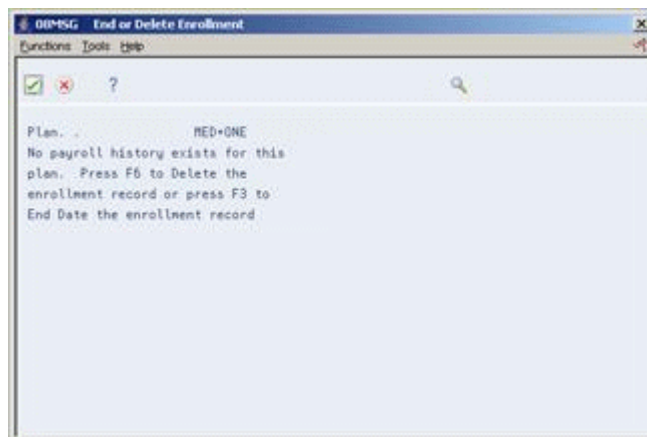 08MSG End or Delete Enrollment
Functions Tools Help
?
Plan. . MED+ONE
No payroll history exists for this
plan. Press F6 to Delete the
enrollment record or press F3 to
End Date the enrollment record